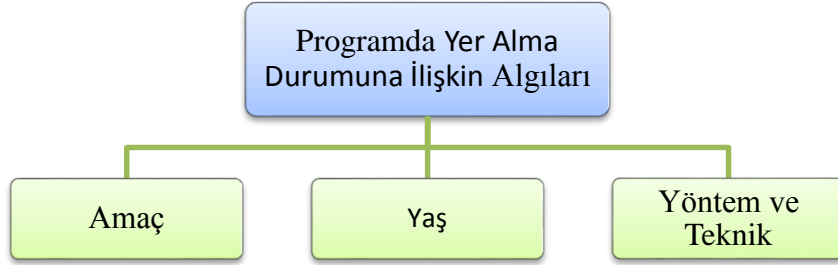 Programda Yer Alma
Durumuna İlişkin Algıları
Amaç
Yaş
Yöntem ve
Teknik